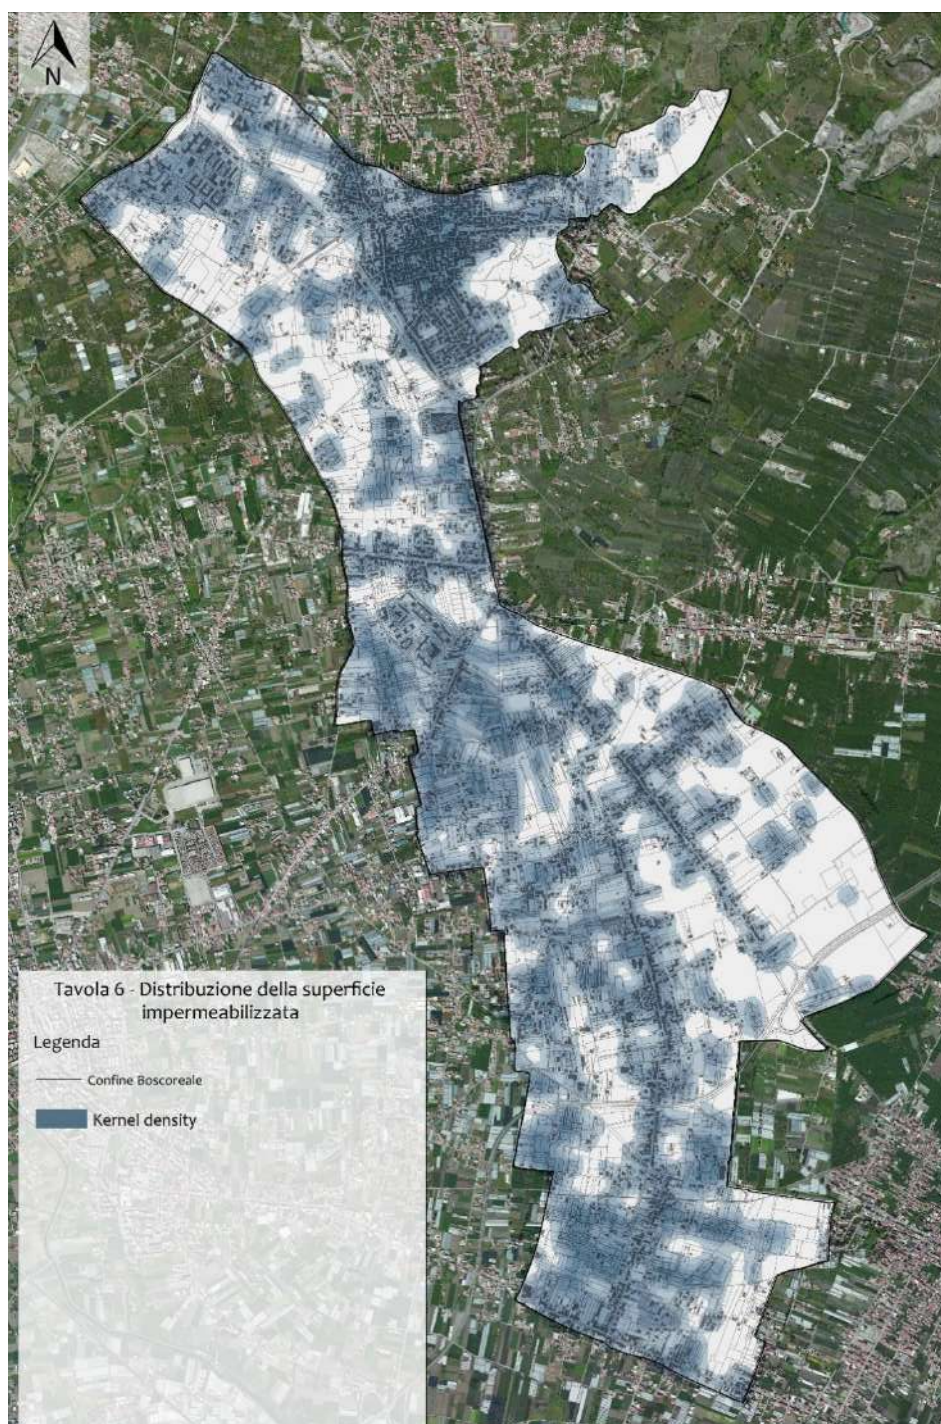 N
Tavola 6 - Distribuzione della superficie
impermeabilizzata
Legenda
Confine Boscoreale
Kernel density